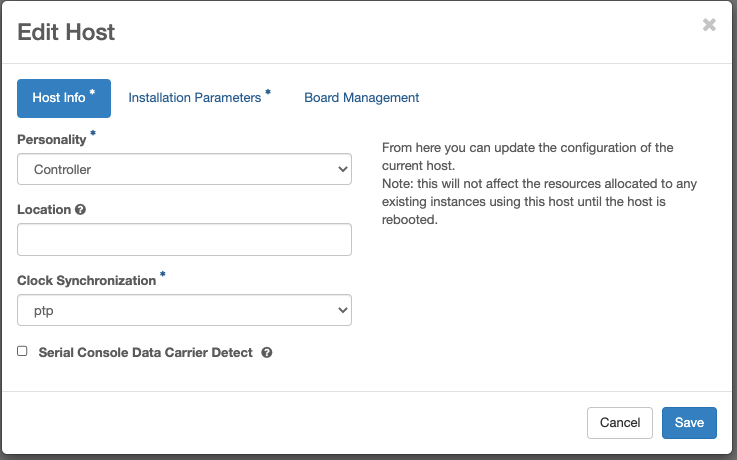 Edit Host
×
Host Info *
Installation Parameters *
Board Management
Personality *
Controller
From here you can update the configuration of the
current host.
Note: this will not affect the resources allocated to any
existing instances using this host until the host is
rebooted.
Location ?
Clock Synchronization *
ptp
Serial Console Data Carrier Detect ?
Cancel
Save